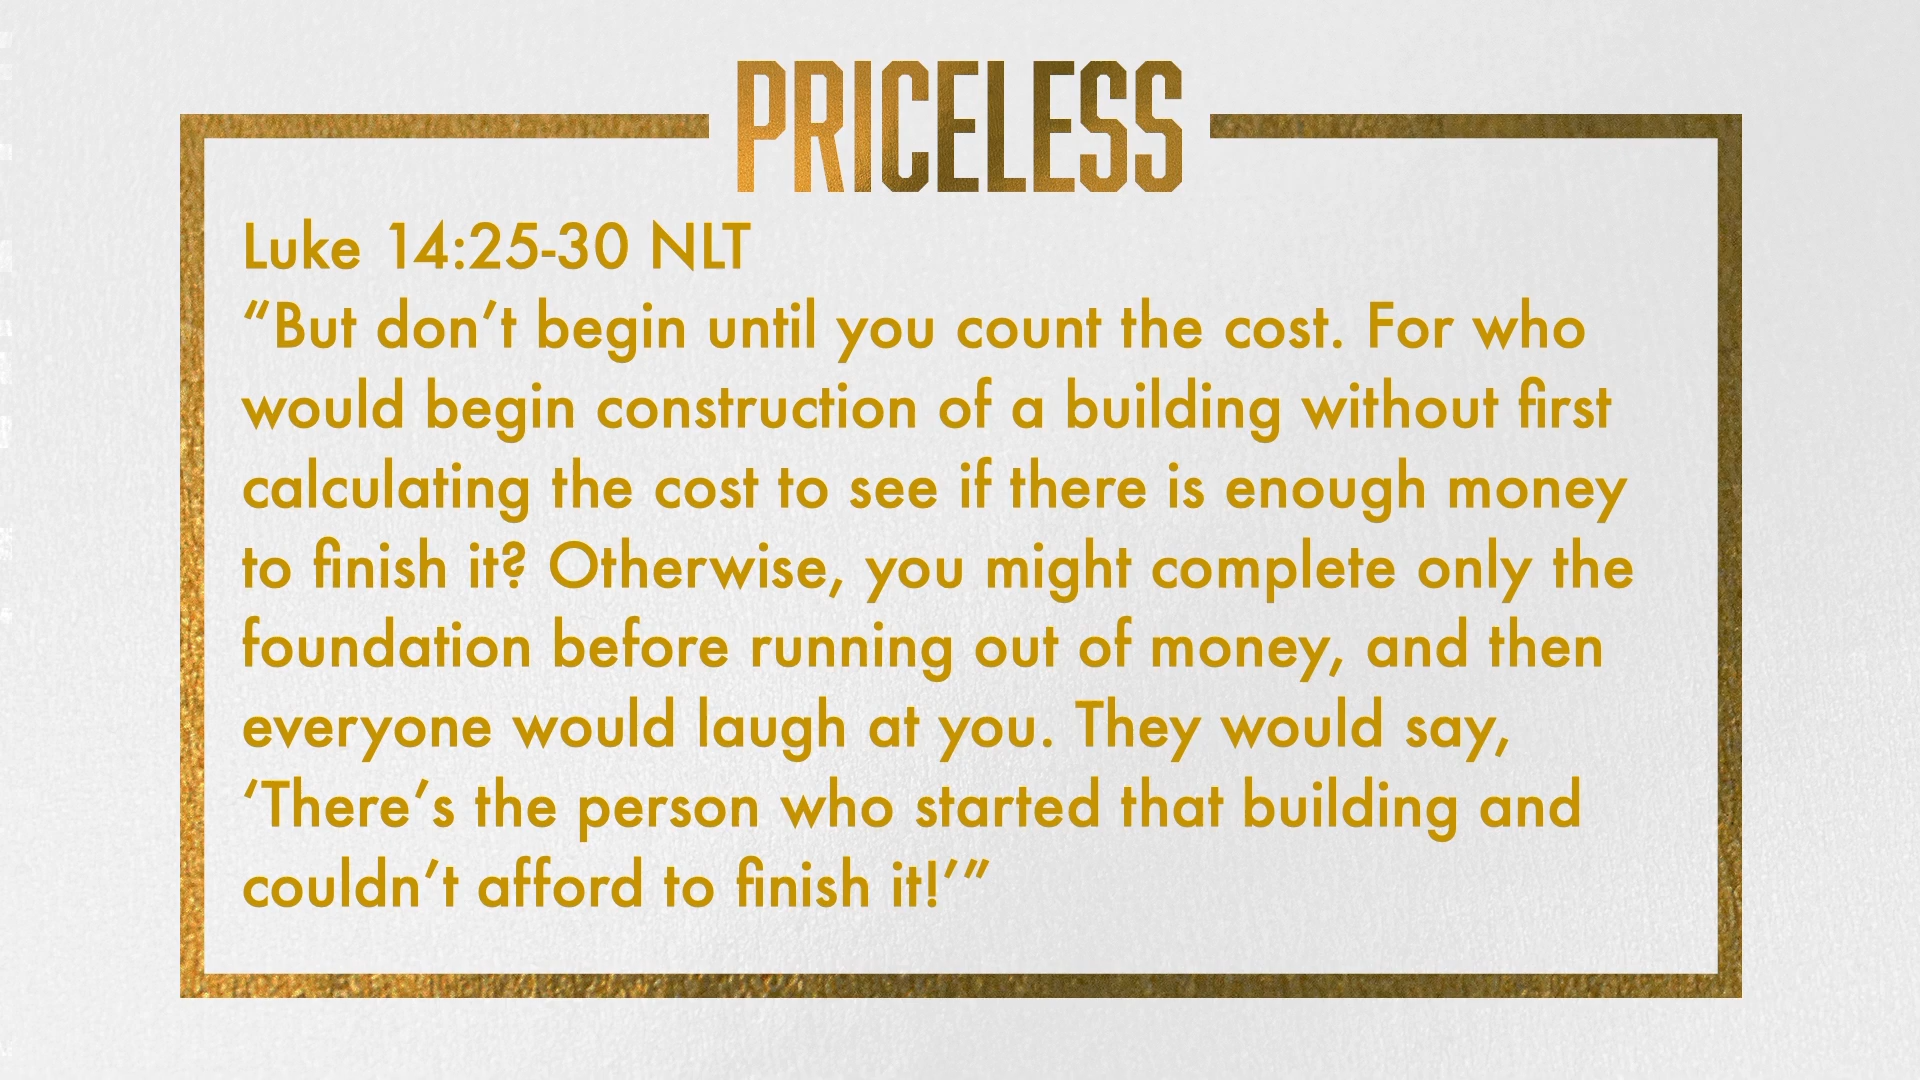 PRICELESS
Luke 14:25-30 NLT
“But don’t begin until you count the cost. For who
would begin construction of a building without first
calculating the cost to see if there is enough money
to finish it? Otherwise, you might complete only the
foundation before running out of money, and then
everyone would laugh at you. They would say,
‘There’s the person who started that building and
couldn’t afford to finish it!’”